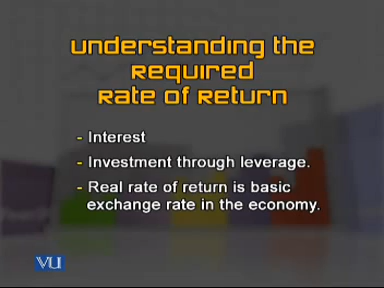 Understanding the
Required
Rate of Return
- Interest
- Investment through leverage.
- Real rate of return is basic
exchange rate in the economy.
VU